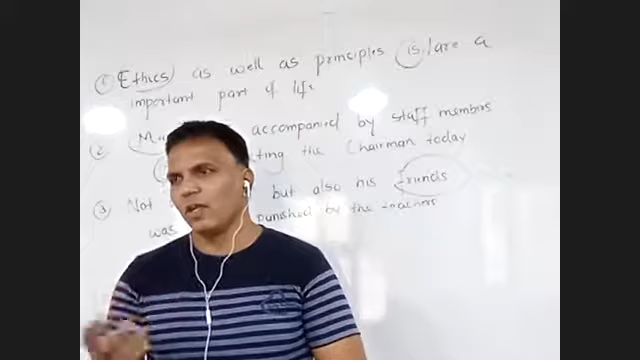 ① Ethics as well as principles is/are a
important part of life
② accompanied by staff members
ting the Chairman today
③ Not but also his friends
was punished by the teachers